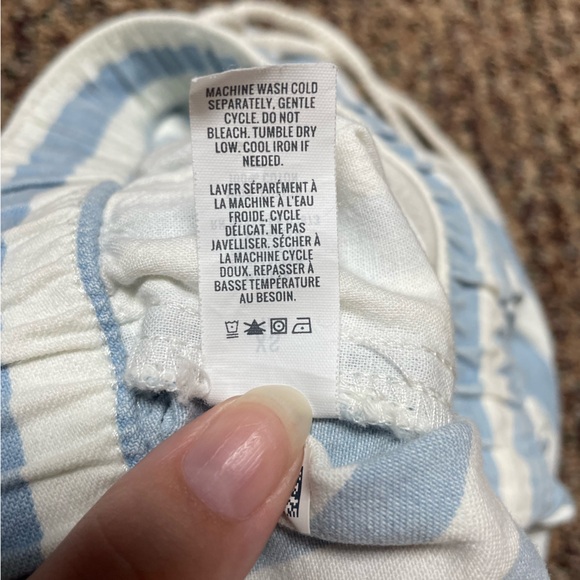 MACHINE WASH COLD
SEPARATELY, GENTLE
CYCLE. DO NOT
BLEACH. TUMBLE DRY
LOW. COOL IRON IF
NEEDED.
LAVER SÉPARÉMENT À
LA MACHINE À L'EAU
FROIDE, CYCLE
DÉLICAT. NE PAS
JAVELLISER. SÉCHER À
LA MACHINE CYCLE
DOUX. REPASSER À
BASSE TEMPÉRATURE
AU BESOIN.